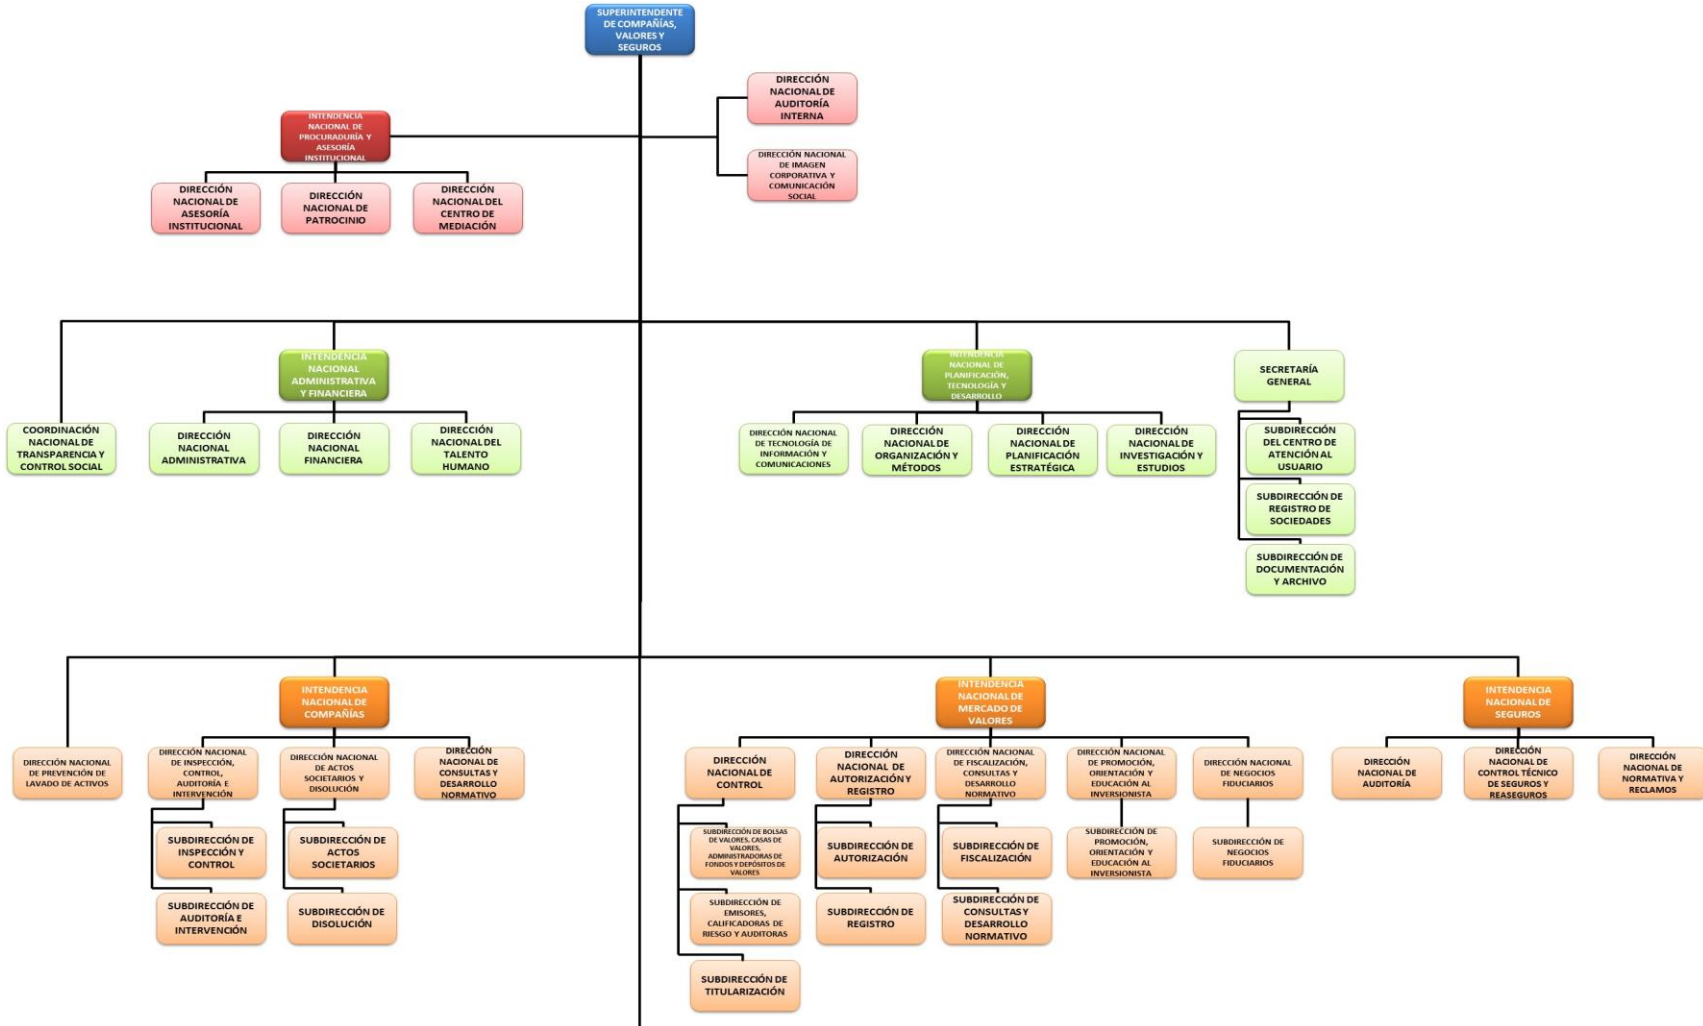 SUPERINTENDENTE
DE COMPAÑÍAS,
VALORES Y
SEGUROS
DIRECCIÓN
NACIONAL DE
AUDITORÍA
INTERNA
INTENDENCIA
NACIONAL DE
PROCURADURÍA Y
ASESORÍA
INSTITUCIONAL
DIRECCIÓN NACIONAL
DE IMAGEN
CORPORATIVA Y
COMUNICACIÓN
SOCIAL
DIRECCIÓN
NACIONAL DE
ASESORÍA
INSTITUCIONAL
DIRECCIÓN
NACIONAL DE
PATROCINIO
DIRECCIÓN
NACIONAL DEL
CENTRO DE
MEDIACIÓN
INTENDENCIA
NACIONAL
ADMINISTRATIVA
Y FINANCIERA
INTENDENCIA
NACIONAL DE
PLANIFICACIÓN,
TECNOLOGÍA Y
DESARROLLO
SECRETARÍA
GENERAL
COORDINACIÓN
NACIONAL DE
TRANSPARENCIA Y
CONTROL SOCIAL
DIRECCIÓN
NACIONAL
ADMINISTRATIVA
DIRECCIÓN
NACIONAL
FINANCIERA
DIRECCIÓN
NACIONAL DEL
TALENTO
HUMANO
DIRECCIÓN NACIONAL
DE TECNOLOGÍA DE
INFORMACIÓN Y
COMUNICACIONES
DIRECCIÓN
NACIONAL DE
ORGANIZACIÓN Y
MÉTODOS
DIRECCIÓN
NACIONAL DE
PLANIFICACIÓN
ESTRATÉGICA
DIRECCIÓN
NACIONAL DE
INVESTIGACIÓN Y
ESTUDIOS
SUBDIRECCIÓN
DEL CENTRO DE
ATENCIÓN AL
USUARIO
SUBDIRECCIÓN DE
REGISTRO DE
SOCIEDADES
SUBDIRECCIÓN DE
DOCUMENTACIÓN
Y ARCHIVO
INTENDENCIA
NACIONAL DE
COMPAÑÍAS
INTENDENCIA
NACIONAL DE
MERCADO DE
VALORES
INTENDENCIA
NACIONAL DE
SEGUROS
DIRECCIÓN NACIONAL
DE PREVENCIÓN DE
LAVADO DE ACTIVOS
DIRECCIÓN NACIONAL
DE INSPECCIÓN,
CONTROL,
AUDITORÍA E
INTERVENCIÓN
DIRECCIÓN NACIONAL
DE ACTOS
SOCIETARIOS Y
DISOLUCIÓN
DIRECCIÓN
NACIONAL DE
CONSULTAS Y
DESARROLLO
NORMATIVO
DIRECCIÓN
NACIONAL DE
CONTROL
DIRECCIÓN
NACIONAL DE
AUTORIZACIÓN Y
REGISTRO
DIRECCIÓN NACIONAL
DE FISCALIZACIÓN,
CONSULTAS Y
DESARROLLO
NORMATIVO
DIRECCIÓN NACIONAL
DE PROMOCIÓN,
ORIENTACIÓN Y
EDUCACIÓN AL
INVERSIONISTA
DIRECCIÓN NACIONAL
DE NEGOCIOS
FIDUCIARIOS
DIRECCIÓN
NACIONAL DE
AUDITORÍA
DIRECCIÓN
NACIONAL DE
CONTROL TÉCNICO
DE SEGUROS Y
REASEGUROS
DIRECCIÓN
NACIONAL DE
NORMATIVA Y
RECLAMOS
SUBDIRECCIÓN DE
INSPECCIÓN Y
CONTROL
SUBDIRECCIÓN DE
ACTOS
SOCIETARIOS
SUBDIRECCIÓN DE BOLSAS
DE VALORES, CASAS DE
VALORES,
ADMINISTRADORAS DE
FONDOS Y DEPÓSITOS DE
VALORES
SUBDIRECCIÓN DE
AUTORIZACIÓN
SUBDIRECCIÓN DE
FISCALIZACIÓN
SUBDIRECCIÓN DE
PROMOCIÓN,
ORIENTACIÓN Y
EDUCACIÓN AL
INVERSIONISTA
SUBDIRECCIÓN DE
NEGOCIOS
FIDUCIARIOS
SUBDIRECCIÓN DE
AUDITORÍA E
INTERVENCIÓN
SUBDIRECCIÓN DE
DISOLUCIÓN
SUBDIRECCIÓN DE
EMISORES,
CALIFICADORAS DE
RIESGO Y AUDITORAS
SUBDIRECCIÓN DE
REGISTRO
SUBDIRECCIÓN DE
CONSULTAS Y
DESARROLLO
NORMATIVO
SUBDIRECCIÓN DE
TITULARIZACIÓN